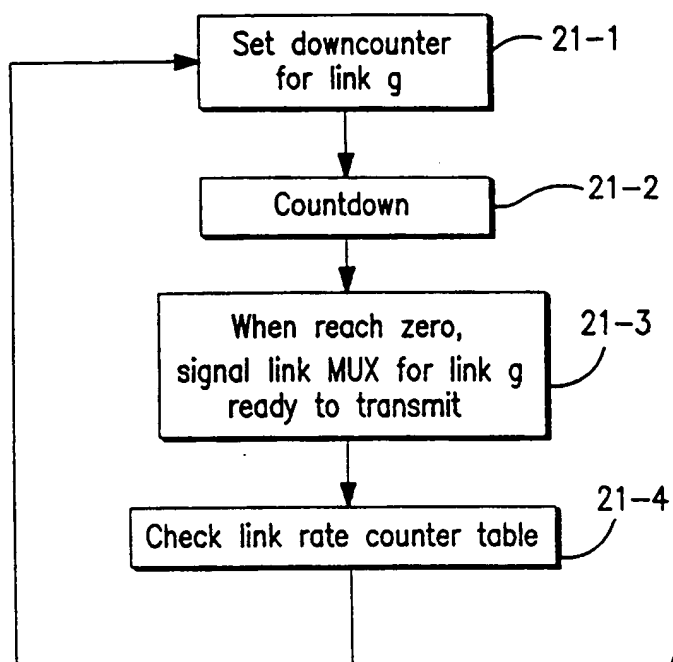 Set downcounter
for link g
21-1
Countdown
21-2
When reach zero,
signal link MUX for link g
ready to transmit
21-3
Check link rate counter table
21-4